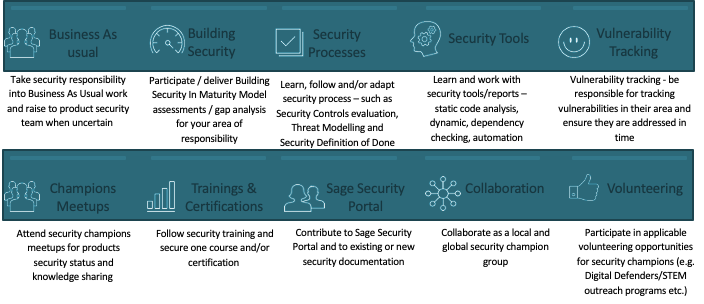 Business As
usual
Building
Security
Security
Processes
Security Tools
Vulnerability
Tracking
Take security responsibility
into Business As Usual work
and raise to product security
team when uncertain
Participate / deliver Building
Security In Maturity Model
assessments / gap analysis
for your area of
responsibility
Learn, follow and/or adapt
security process – such as
Security Controls evaluation,
Threat Modelling and
Security Definition of Done
Learn and work with
security tools/reports –
static code analysis,
dynamic, dependency
checking, automation
Vulnerability tracking - be
responsible for tracking
vulnerabilities in their area and
ensure they are addressed in
time
Champions
Meetups
Trainings &
Certifications
Sage Security
Portal
Collaboration
Volunteering
Attend security champions
meetups for products
security status and
knowledge sharing
Follow security training and
secure one course and/or
certification
Contribute to Sage Security
Portal and to existing or new
security documentation
Collaborate as a local and
global security champion
group
Participate in applicable
volunteering opportunities
for security champions (e.g.
Digital Defenders/STEM
outreach programs etc.)